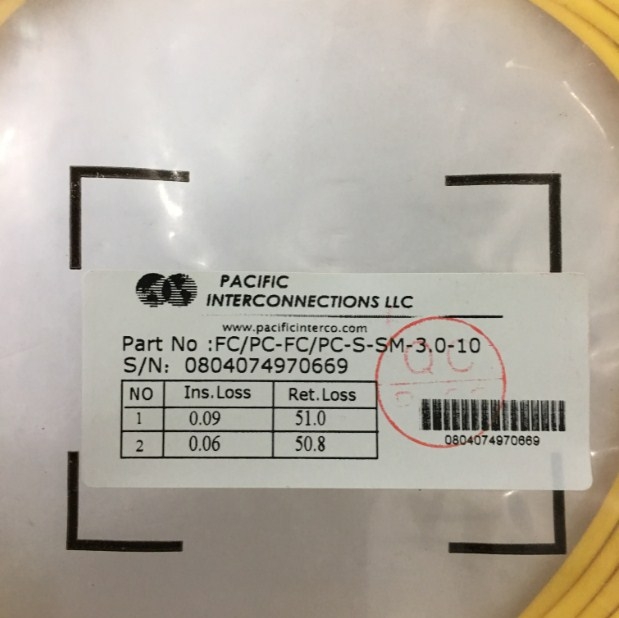 PACIFIC
INTERCONNECTIONS LLC
www.pacificinterco.com
Part No :FC/PC-FC/PC-S-SM-3.0-10
S/N: 0804074970669
NO Ins.Loss Ret.Loss
1 0.09 51.0
2 0.06 50.8
QC
0804074970669